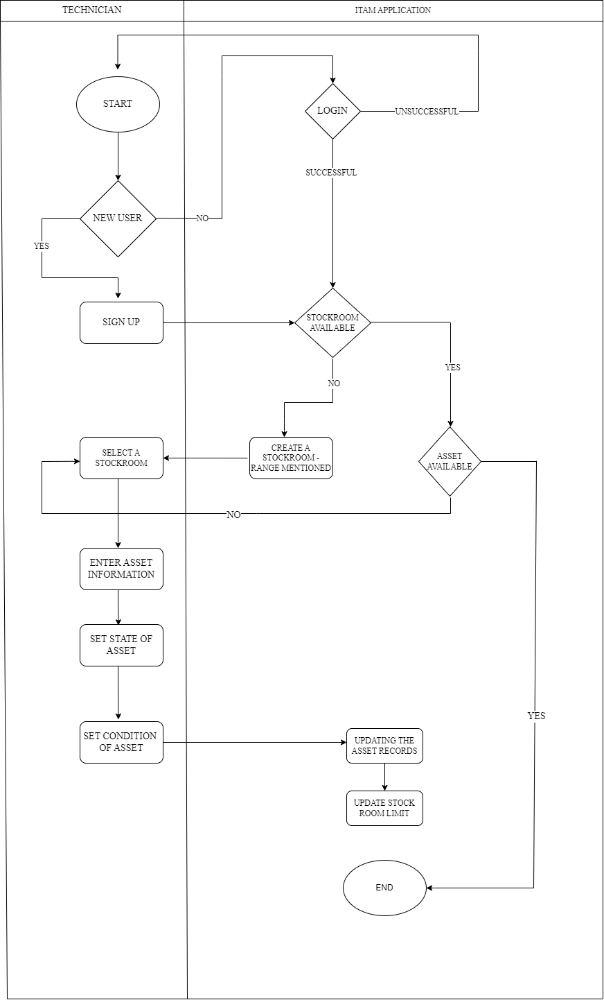 TECHNICIAN
ITAM APPLICATION
START
LOGIN
UNSUCCESSFUL
SUCCESSFUL
NEW USER
NO
YES
SIGN UP
STOCKROOM
AVAILABLE
YES
NO
SELECT A
STOCKROOM
CREATE A
STOCKROOM -
RANGE MENTIONED
ASSET
AVAILABLE
NO
ENTER ASSET
INFORMATION
SET STATE OF
ASSET
YES
SET CONDITION
OF ASSET
UPDATING THE
ASSET RECORDS
UPDATE STOCK
ROOM LIMIT
END